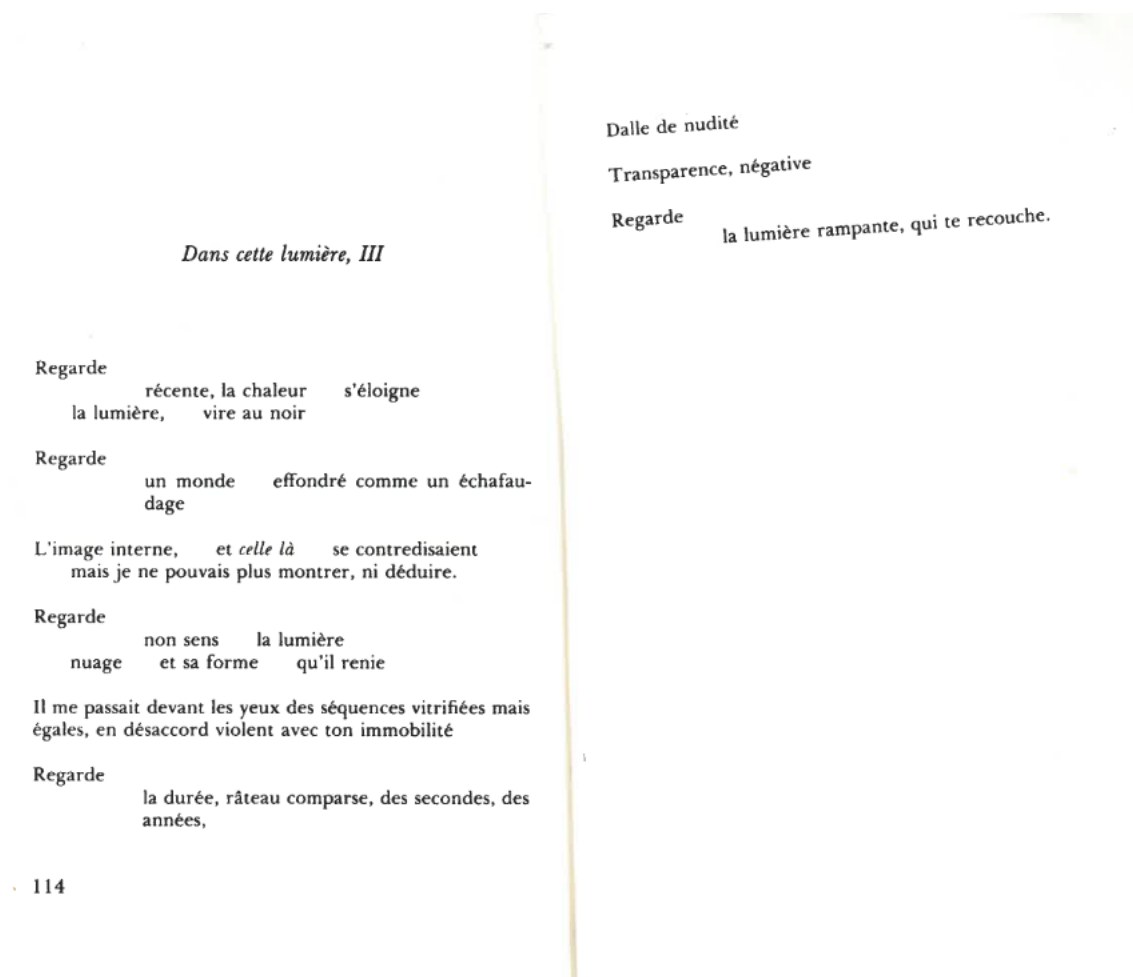 Dans cette lumière, III
Regarde
récente, la chaleur s'éloigne
la lumière, vire au noir
Regarde
un monde effondré comme un échafau-
dage
L'image interne, et celle là se contredisaient
mais je ne pouvais plus montrer, ni déduire.
Regarde
non sens la lumière
nuage et sa forme qu'il renie
Il me passait devant les yeux des séquences vitrifiées mais
égales, en désaccord violent avec ton immobilité
Regarde
la durée, râteau comparse, des secondes, des
années,
114
Dalle de nudité
Transparence, négative
Regarde
la lumière rampante, qui te recouche.